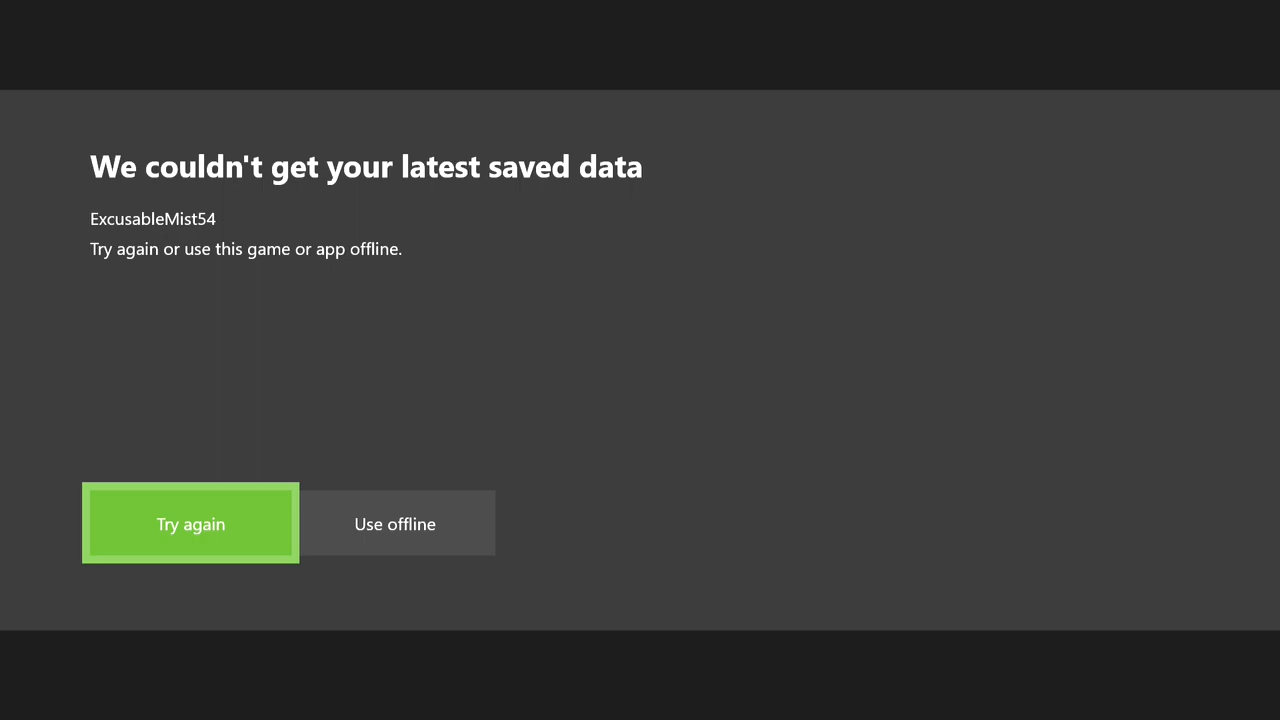 We couldn't get your latest saved data
ExcusableMist54
Try again or use this game or app offline.
Try again
Use offline